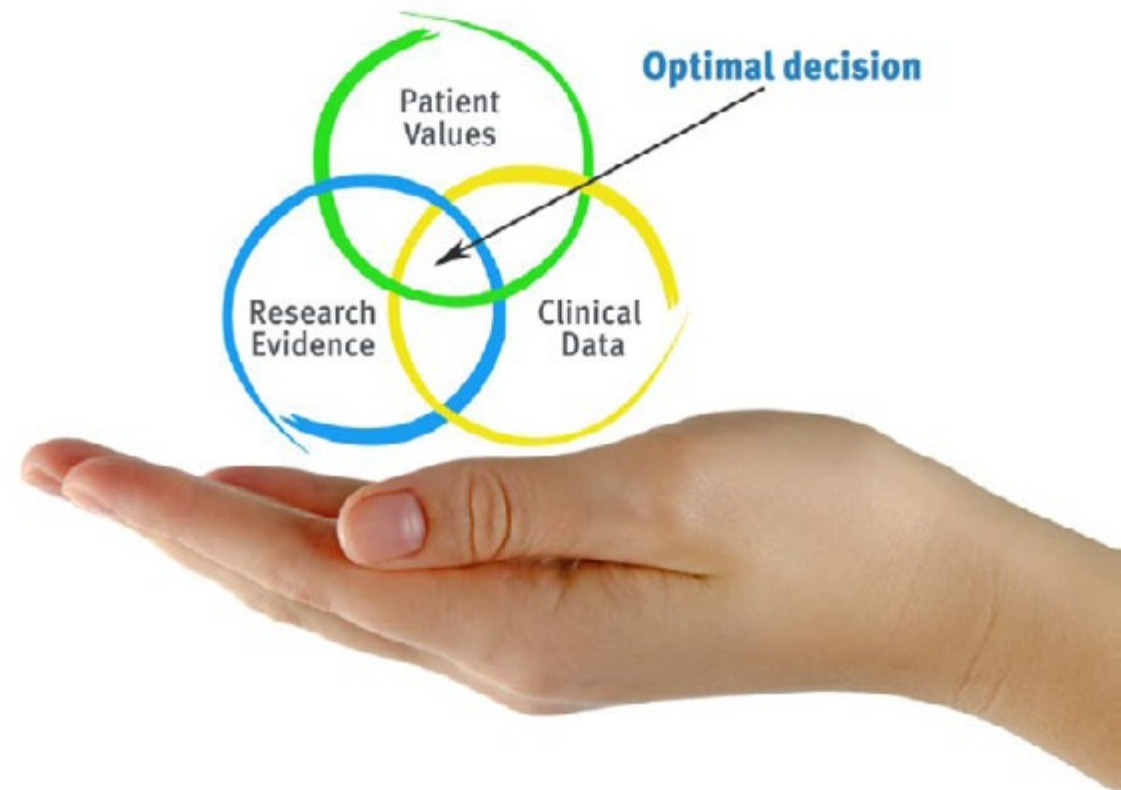 Optimal decision
Patient
Values
Research
Evidence
Clinical
Data